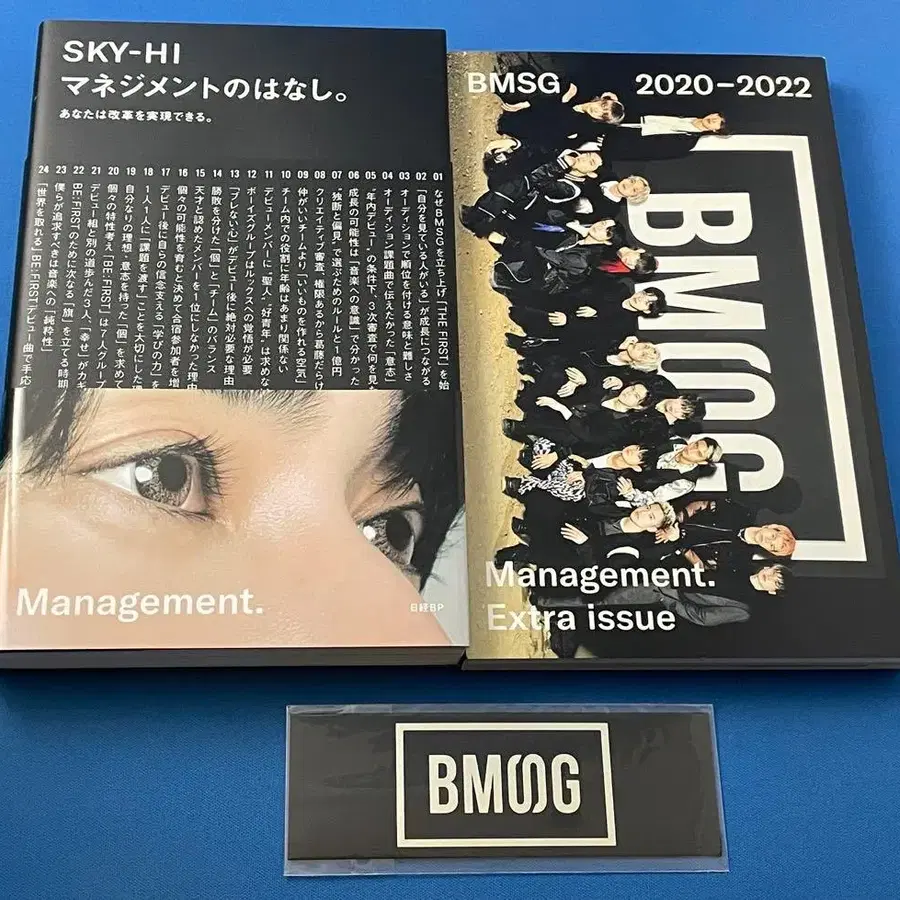 SKY-HI
マネジメントのはなし。
あなたは改革を実現できる。
01 なぜBMSGを立ち上げ「THE FIRST」を始
02 「自分を見ている人がいる」が成長につながる
03 オーディションで順位を付ける意味と難しさ
04 オーディション課題曲で伝えたかった「意志」
05 “年内デビュー”の条件下、3次審査で何を見た
06 成長の可能性は「音楽への意識」で分かった
07 “独断と偏見”で選ぶためのルールと1億円
08 クリエイティブ審査、権限あるから葛藤だらけ
09 仲がいいチームより「いいものを作れる空気」
10 チーム内での役割に年齢はあまり関係ない
11 デビューメンバーに“聖人”“好青年”は求めな
12 ボーイズグループはルックスへの覚悟が必要
13 「ブレない心」がデビュー後に絶対必要な理由
14 勝敗を分けた「個」と「チーム」のバランス
15 天才と認めたメンバーを1位にしなかった理由
16 個々の可能性を育むと決めて合宿参加者を増
17 デビュー後に自らの信念支える「学びの力」を
18 1人1人に「課題を渡す」ことを大切にした理
19 自分なりの理想・意志を持った「個」を求めて
20 個々の特性考え「BE:FIRST」は7人グループ
21 デビュー組と別の道歩んだ3人、「幸せ」がカギ
22 BE:FIRSTのために次なる「旗」を立てる時期
23 僕らが追求すべきは音楽への「純粋性」
24 「世界を取れる」BE:FIRSTデビュー曲で手応
Management.
日経BP
BMSG 2020–2022
BMSG
Management.
Extra issue
BMSG